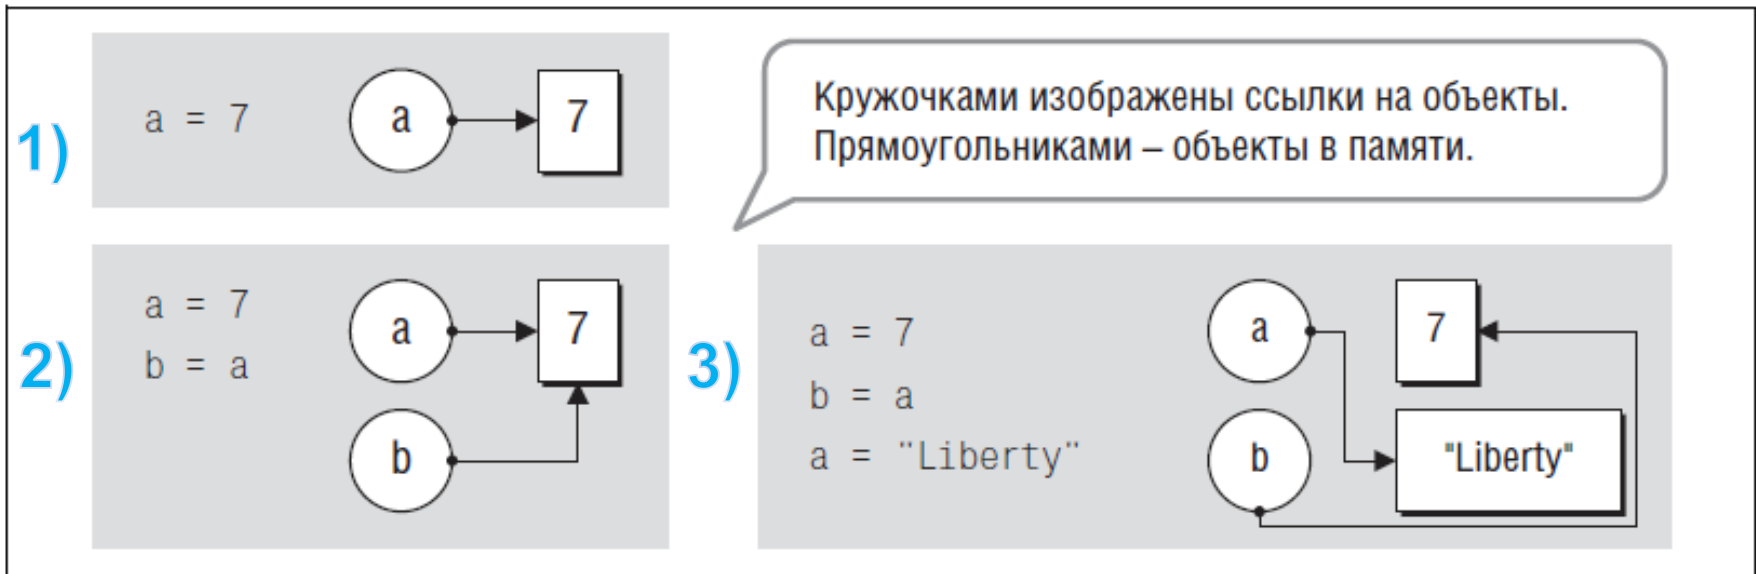 1)
a = 7
a
7
Кружочками изображены ссылки на объекты.
Прямоугольниками – объекты в памяти.
2)
a = 7
b = a
a
7
b
3)
a = 7
b = a
a = "Liberty"
a
7
b
"Liberty"